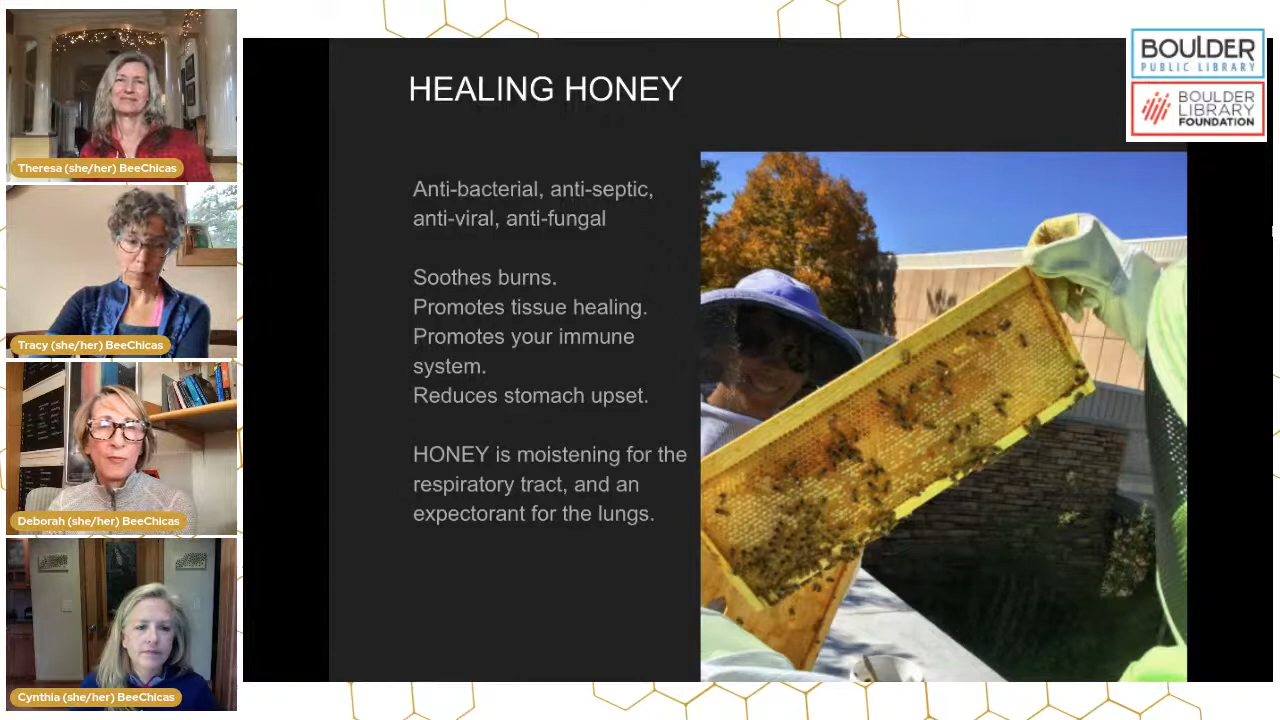 Theresa (she/her) BeeChicas
Tracy (she/her) BeeChicas
Deborah (she/her) BeeChicas
Cynthia (she/her) BeeChicas
HEALING HONEY
Anti-bacterial, anti-septic,
anti-viral, anti-fungal
Soothes burns.
Promotes tissue healing.
Promotes your immune
system.
Reduces stomach upset.
HONEY is moistening for the
respiratory tract, and an
expectorant for the lungs.
BOULDER
PUBLIC LIBRARY
BOULDER
LIBRARY
FOUNDATION